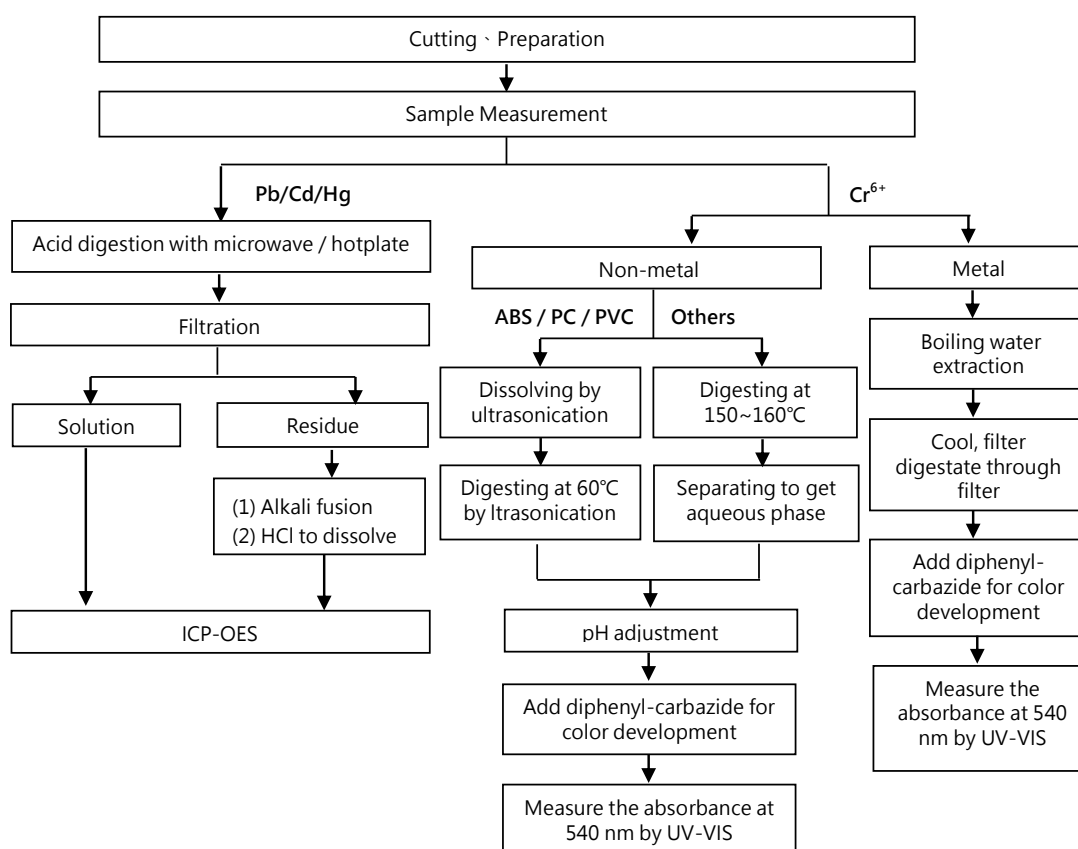 Cutting、Preparation
Sample Measurement
Pb/Cd/Hg
Cr⁶⁺
Acid digestion with microwave / hotplate
Non-metal
Metal
Filtration
ABS / PC / PVC
Others
Boiling water
extraction
Dissolving by
ultrasonication
Digesting at
150~160℃
Solution
Residue
Cool, filter
digestate through
filter
(1) Alkali fusion
(2) HCl to dissolve
Digesting at 60℃
by ltrasonication
Separating to get
aqueous phase
Add diphenyl-
carbazide for color
development
ICP-OES
pH adjustment
Measure the
absorbance at 540
nm by UV-VIS
Add diphenyl-carbazide for
color development
Measure the absorbance at
540 nm by UV-VIS